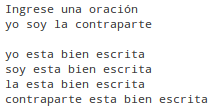 Ingrese una oración
yo soy la contraparte
yo esta bien escrita
soy esta bien escrita
la esta bien escrita
contraparte esta bien escrita